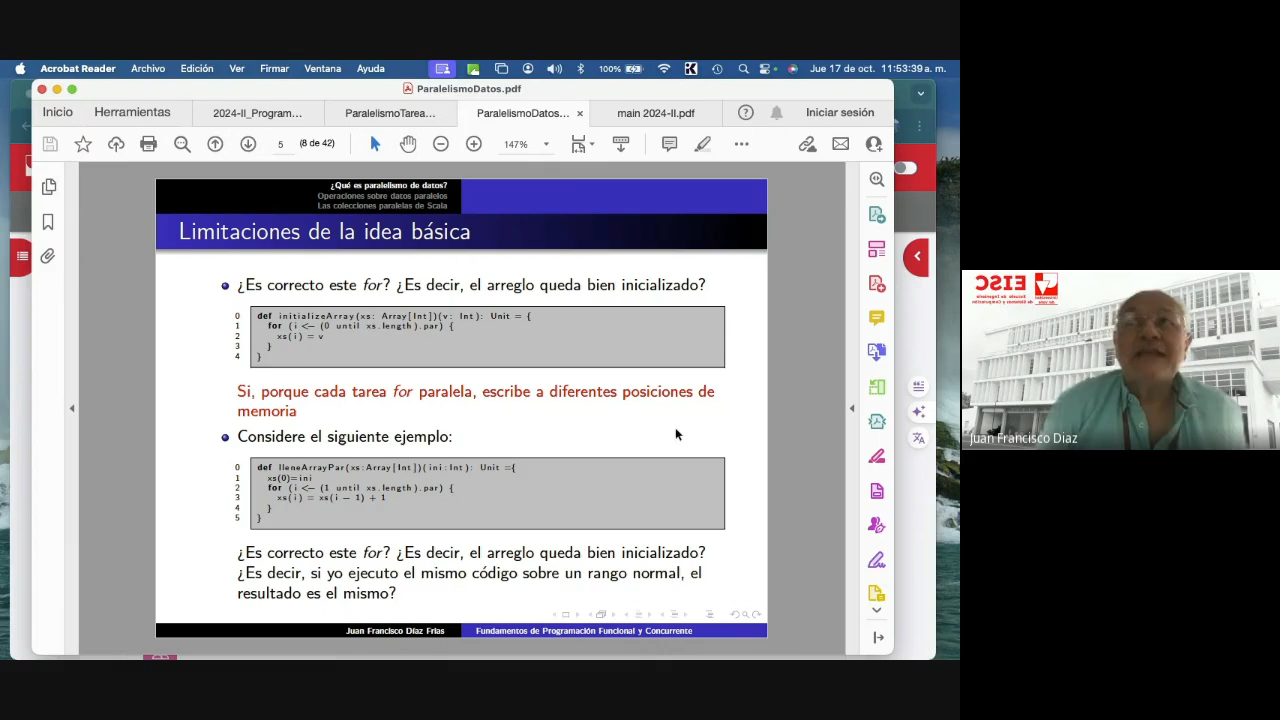 Acrobat Reader Archivo Edición Ver Firmar Ventana Ayuda 100% Jue 17 de oct. 11:53:39 a. m.
ParalelismoDatos.pdf
Inicio Herramientas 2024-II_Program... ParalelismoTarea... ParalelismoDatos... × main 2024-II.pdf Iniciar sesión
5 (8 de 42) 147%
¿Qué es paralelismo de datos?
Operaciones sobre datos paralelos
Las colecciones paralelas de Scala
Limitaciones de la idea básica
¿Es correcto este for? ¿Es decir, el arreglo queda bien inicializado?
0 def inicArray(xs: Array[Int])(v: Int): Unit = {
1 for (i <- (0 until xs.length).par) {
2 xs(i) = v
3 }
4 }
Si, porque cada tarea for paralela, escribe a diferentes posiciones de
memoria
Considere el siguiente ejemplo:
0 def lleneArrayPar(xs:Array[Int])(ini:Int): Unit ={
1 xs(0)=ini
2 for (i <- (1 until xs.length).par) {
3 xs(i) = xs(i - 1) + 1
4 }
5 }
¿Es correcto este for? ¿Es decir, el arreglo queda bien inicializado?
¿Es decir, si yo ejecuto el mismo código sobre un rango normal, el
resultado es el mismo?
Juan Francisco Díaz Frias Fundamentos de Programación Funcional y Concurrente
EISC
Juan Francisco Diaz